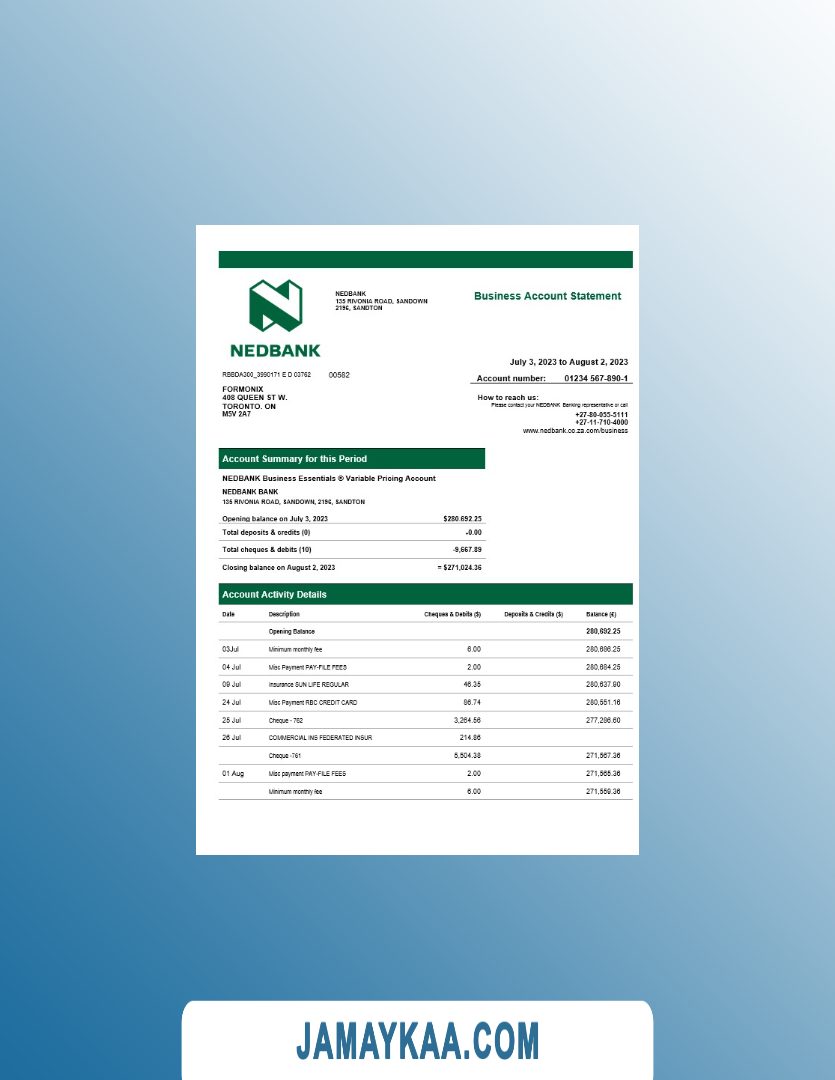 NEDBANK
NEDBANK
135 RIVONIA ROAD, SANDOWN
2196, SANDTON
Business Account Statement
July 3, 2023 to August 2, 2023
RBBDA300_3990171 E D 03762 00582
Account number: 01234 567-890-1
FORMONIX
408 QUEEN ST W.
TORONTO. ON
M5V 2A7
How to reach us:
Please contact your NEDBANK Banking representative or call
+27-80-055-5111
+27-11-710-4000
www.nedbank.co.za.com/business
Account Summary for this Period
NEDBANK Business Essentials ® Variable Pricing Account
NEDBANK BANK
135 RIVONIA ROAD, SANDOWN, 2196, SANDTON
Opening balance on July 3, 2023 $280.692.25
Total deposits & credits (0) -0.00
Total cheques & debits (10) -9,667.89
Closing balance on August 2, 2023 = $271,024.36
Account Activity Details
Date Description Cheques & Debits ($) Deposits & Credits ($) Balance (€)
Opening Balance 280,692.25
03Jul Minimum monthly fee 6.00 280,686.25
04 Jul Misc Payment PAY-FILE FEES 2.00 280,684.25
09 Jul insurance SUN LIFE REGULAR 46.35 280,637.90
24 Jul Misc Payment RBC CREDIT CARD 86.74 280,551.16
25 Jul Cheque - 762 3,264.56 277,286.60
26 Jul COMMERCIAL INS FEDERATED INSUR 214.86
Cheque -761 5,504.38 271,567.36
01 Aug Misc payment PAY-FILE FEES 2.00 271,565.36
Minimum monthly fee 6.00 271,559.36
JAMAYKAA.COM